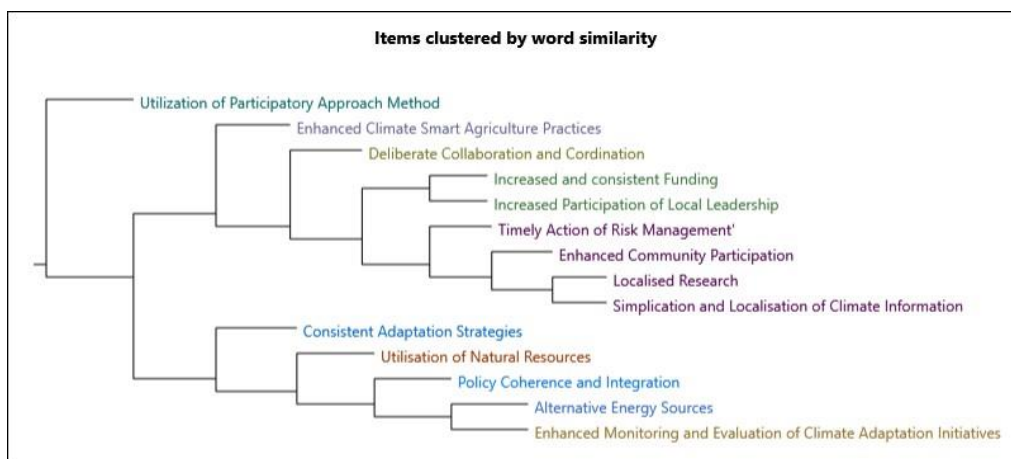 Items clustered by word similarity
Utilization of Participatory Approach Method
Enhanced Climate Smart Agriculture Practices
Deliberate Collaboration and Cordination
Increased and consistent Funding
Increased Participation of Local Leadership
Timely Action of Risk Management'
Enhanced Community Participation
Localised Research
Simplication and Localisation of Climate Information
Consistent Adaptation Strategies
Utilisation of Natural Resources
Policy Coherence and Integration
Alternative Energy Sources
Enhanced Monitoring and Evaluation of Climate Adaptation Initiatives